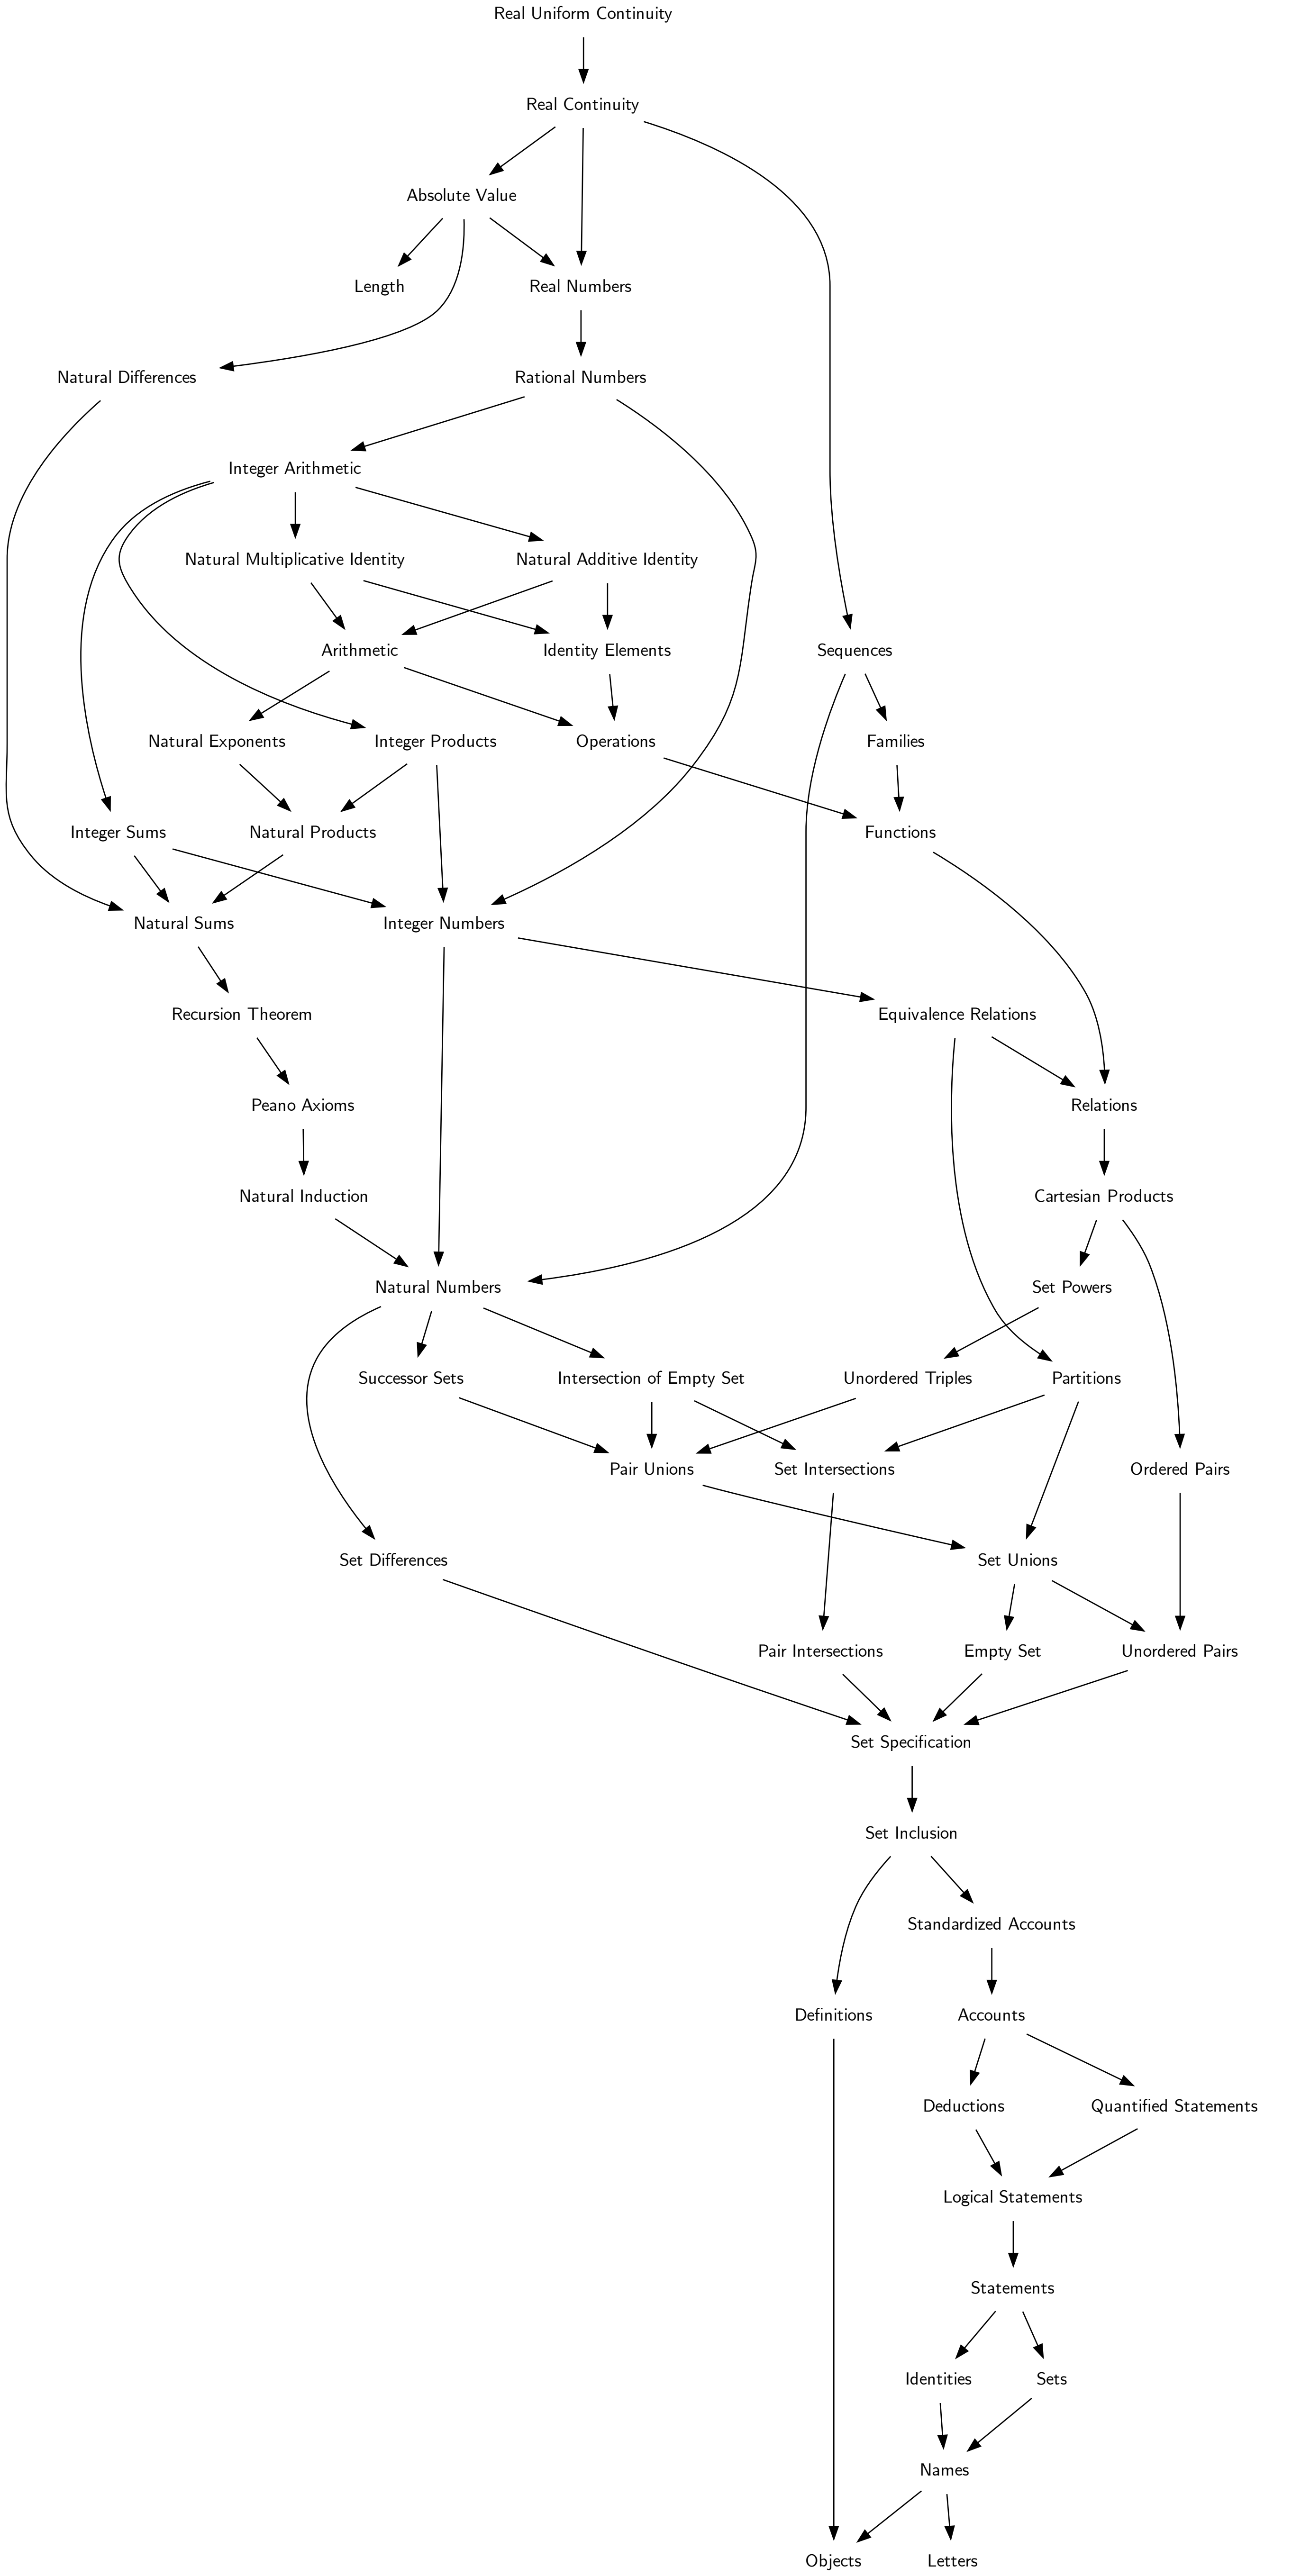 Real Uniform Continuity
Real Continuity
Absolute Value
Length
Real Numbers
Natural Differences
Rational Numbers
Integer Arithmetic
Natural Multiplicative Identity
Natural Additive Identity
Arithmetic
Identity Elements
Sequences
Natural Exponents
Integer Products
Operations
Families
Integer Sums
Natural Products
Functions
Natural Sums
Integer Numbers
Recursion Theorem
Equivalence Relations
Peano Axioms
Relations
Natural Induction
Cartesian Products
Natural Numbers
Set Powers
Successor Sets
Intersection of Empty Set
Unordered Triples
Partitions
Pair Unions
Set Intersections
Ordered Pairs
Set Differences
Set Unions
Pair Intersections
Empty Set
Unordered Pairs
Set Specification
Set Inclusion
Standardized Accounts
Definitions
Accounts
Deductions
Quantified Statements
Logical Statements
Statements
Identities
Sets
Names
Objects
Letters